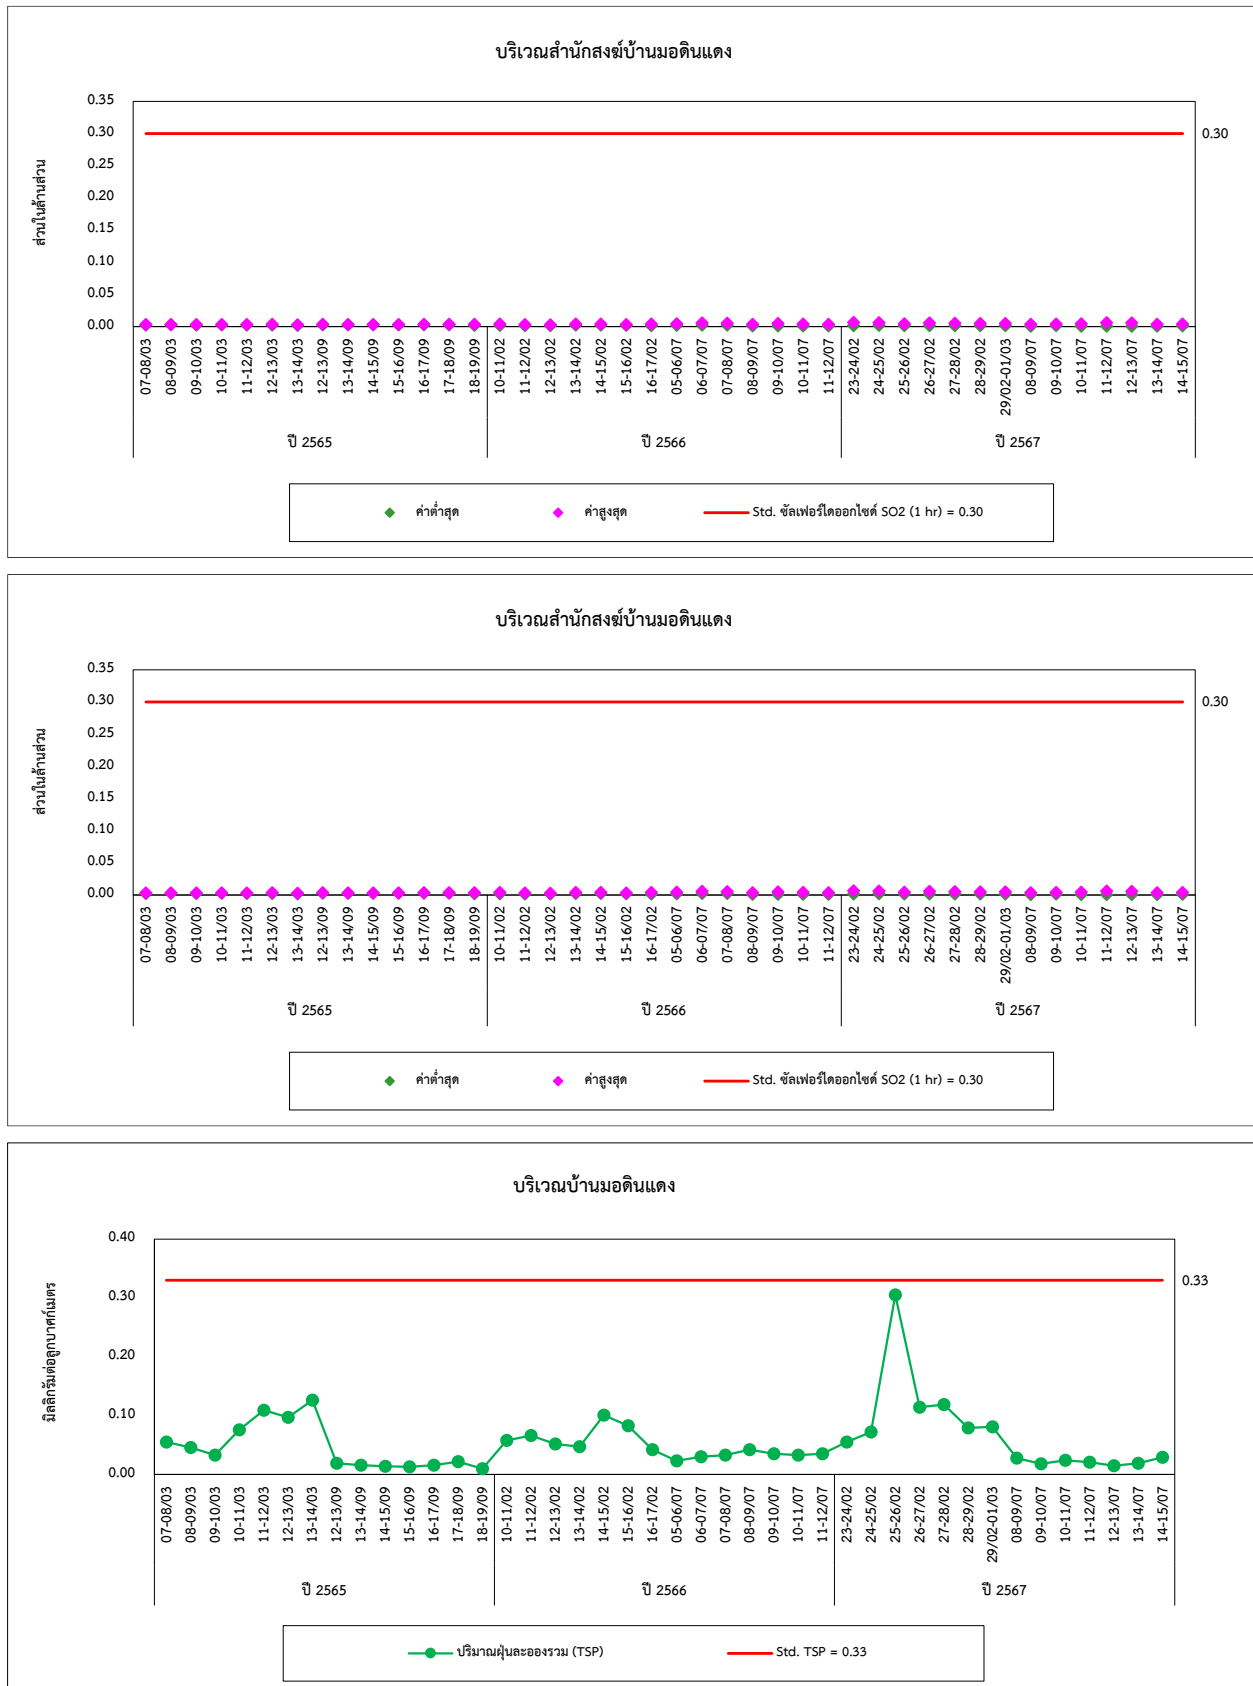 บริเวณสำนักสงฆ์บ้านมอดินแดง
ส่วนในล้านส่วน
0.35
0.30
0.25
0.20
0.15
0.10
0.05
0.00
0.30
07-08/03 08-09/03 09-10/03 10-11/03 11-12/03 12-13/03 13-14/03 12-13/09 13-14/09 14-15/09 15-16/09 16-17/09 17-18/09 18-19/09 10-11/02 11-12/02 12-13/02 13-14/02 14-15/02 15-16/02 16-17/02 05-06/07 06-07/07 07-08/07 08-09/07 09-10/07 10-11/07 11-12/07 23-24/02 24-25/02 25-26/02 26-27/02 27-28/02 28-29/02 29/02-01/03 08-09/07 09-10/07 10-11/07 11-12/07 12-13/07 13-14/07 14-15/07
ปี 2565 ปี 2566 ปี 2567
ค่าต่ำสุด ค่าสูงสุด Std. ซัลเฟอร์ไดออกไซด์ SO2 (1 hr) = 0.30
บริเวณสำนักสงฆ์บ้านมอดินแดง
ส่วนในล้านส่วน
0.35
0.30
0.25
0.20
0.15
0.10
0.05
0.00
0.30
07-08/03 08-09/03 09-10/03 10-11/03 11-12/03 12-13/03 13-14/03 12-13/09 13-14/09 14-15/09 15-16/09 16-17/09 17-18/09 18-19/09 10-11/02 11-12/02 12-13/02 13-14/02 14-15/02 15-16/02 16-17/02 05-06/07 06-07/07 07-08/07 08-09/07 09-10/07 10-11/07 11-12/07 23-24/02 24-25/02 25-26/02 26-27/02 27-28/02 28-29/02 29/02-01/03 08-09/07 09-10/07 10-11/07 11-12/07 12-13/07 13-14/07 14-15/07
ปี 2565 ปี 2566 ปี 2567
ค่าต่ำสุด ค่าสูงสุด Std. ซัลเฟอร์ไดออกไซด์ SO2 (1 hr) = 0.30
บริเวณบ้านมอดินแดง
มิลลิกรัมต่อลูกบาศก์เมตร
0.40
0.30
0.20
0.10
0.00
0.33
07-08/03 08-09/03 09-10/03 10-11/03 11-12/03 12-13/03 13-14/03 12-13/09 13-14/09 14-15/09 15-16/09 16-17/09 17-18/09 18-19/09 10-11/02 11-12/02 12-13/02 13-14/02 14-15/02 15-16/02 16-17/02 05-06/07 06-07/07 07-08/07 08-09/07 09-10/07 10-11/07 11-12/07 23-24/02 24-25/02 25-26/02 26-27/02 27-28/02 28-29/02 29/02-01/03 08-09/07 09-10/07 10-11/07 11-12/07 12-13/07 13-14/07 14-15/07
ปี 2565 ปี 2566 ปี 2567
ปริมาณฝุ่นละอองรวม (TSP) Std. TSP = 0.33